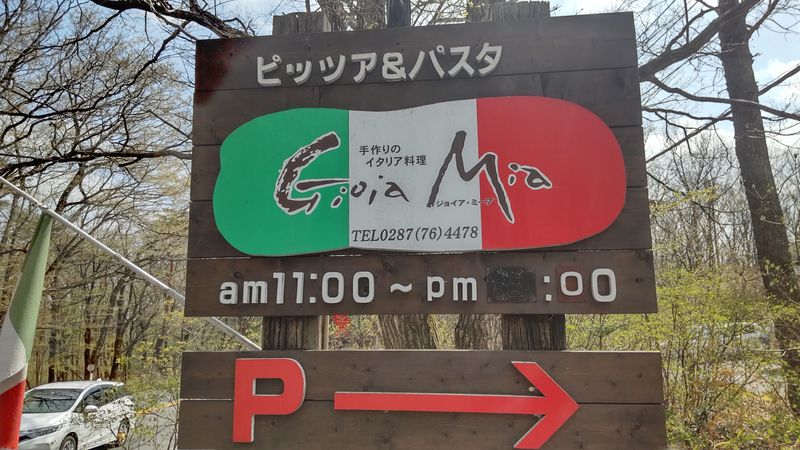 ピッツア&パスタ
手作りの
イタリア料理
Gioia Mia
ジョイア・ミーア
TEL0287(76)4478
am11:00～pm :00
P